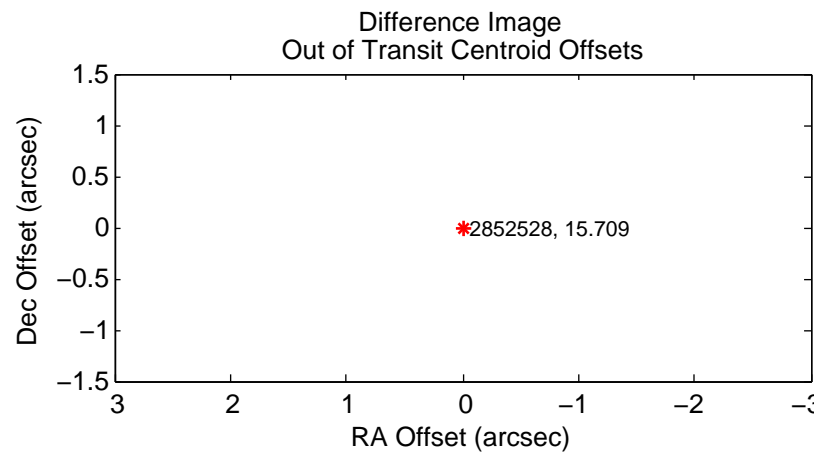 Difference Image
Out of Transit Centroid Offsets
1.5
1
0.5
0
−0.5
−1
−1.5
Dec Offset (arcsec)
2852528, 15.709
3 2 1 0 −1 −2 −3
RA Offset (arcsec)